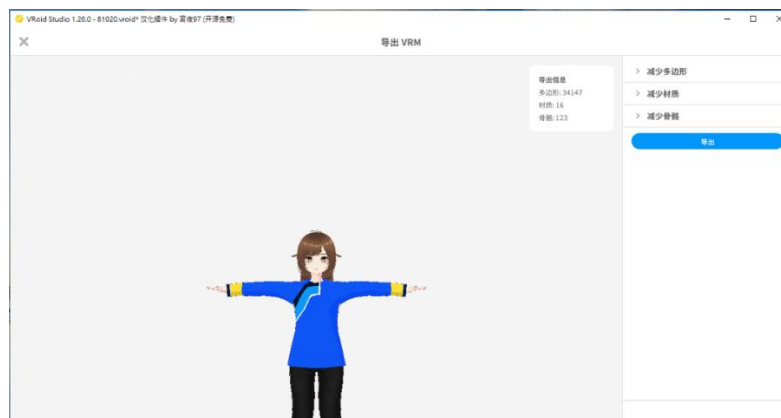 VRoid Studio 1.26.0 - 81020.vroid* 汉化插件 by 宵夜97 (开源免费)
导出 VRM
导出信息
多边形: 34147
材质: 16
骨骼: 123
减少多边形
减少材质
减少骨骼
导出